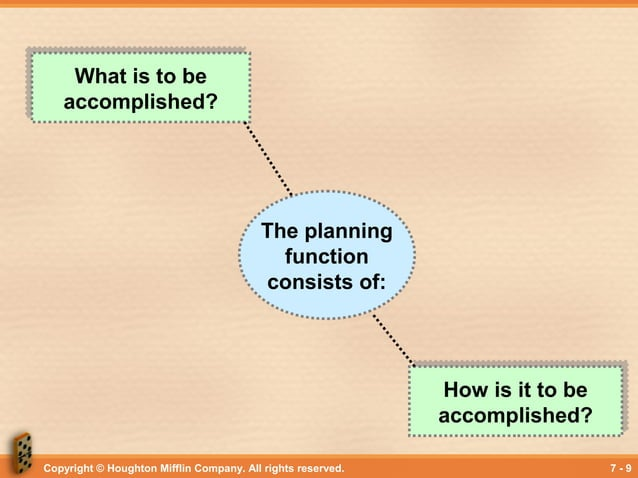 What is to be
accomplished?
The planning
function
consists of:
How is it to be
accomplished?
Copyright © Houghton Mifflin Company. All rights reserved.
7 - 9